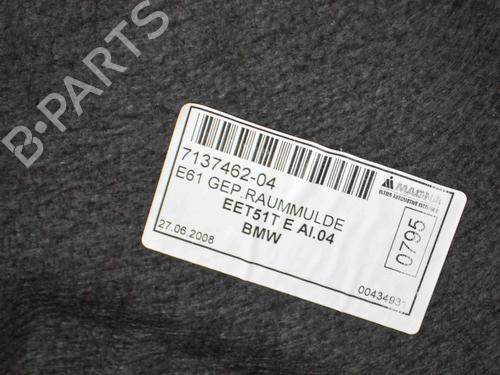 B-PARTS
7137462-04
E61 GEP.RAUMMULDE
EET51T E AI.04
BMW
27.06.2008
MAGNA
0795
0043493